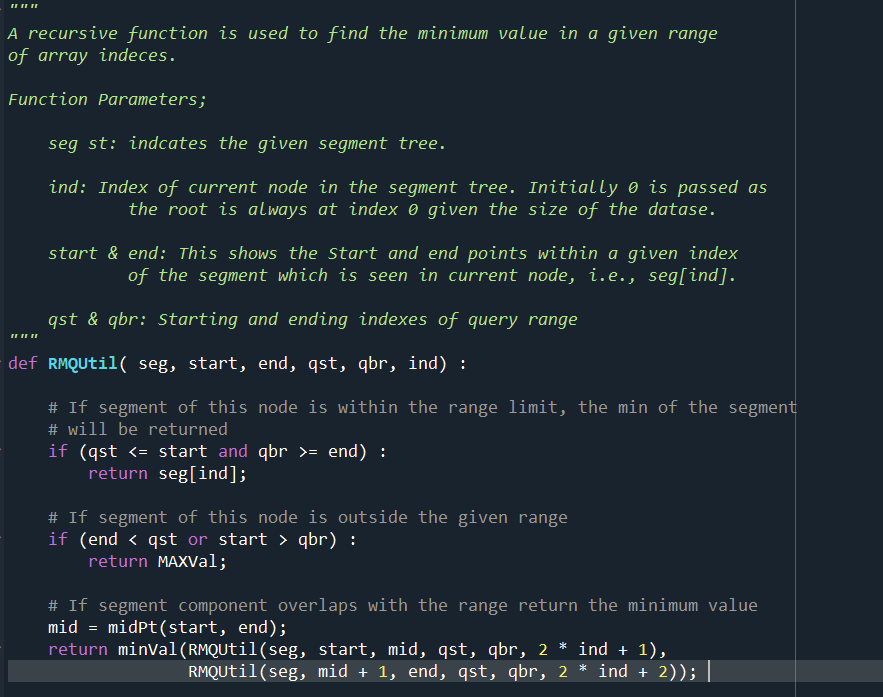 """
A recursive function is used to find the minimum value in a given range
of array indeces.
Function Parameters;
seg st: indcates the given segment tree.
ind: Index of current node in the segment tree. Initially 0 is passed as
the root is always at index 0 given the size of the datase.
start & end: This shows the Start and end points within a given index
of the segment which is seen in current node, i.e., seg[ind].
qst & qbr: Starting and ending indexes of query range
"""
def RMQUtil( seg, start, end, qst, qbr, ind) :
# If segment of this node is within the range limit, the min of the segment
# will be returned
if (qst <= start and qbr >= end) :
return seg[ind];
# If segment of this node is outside the given range
if (end < qst or start > qbr) :
return MAXVal;
# If segment component overlaps with the range return the minimum value
mid = midPt(start, end);
return minVal(RMQUtil(seg, start, mid, qst, qbr, 2 * ind + 1),
RMQUtil(seg, mid + 1, end, qst, qbr, 2 * ind + 2));